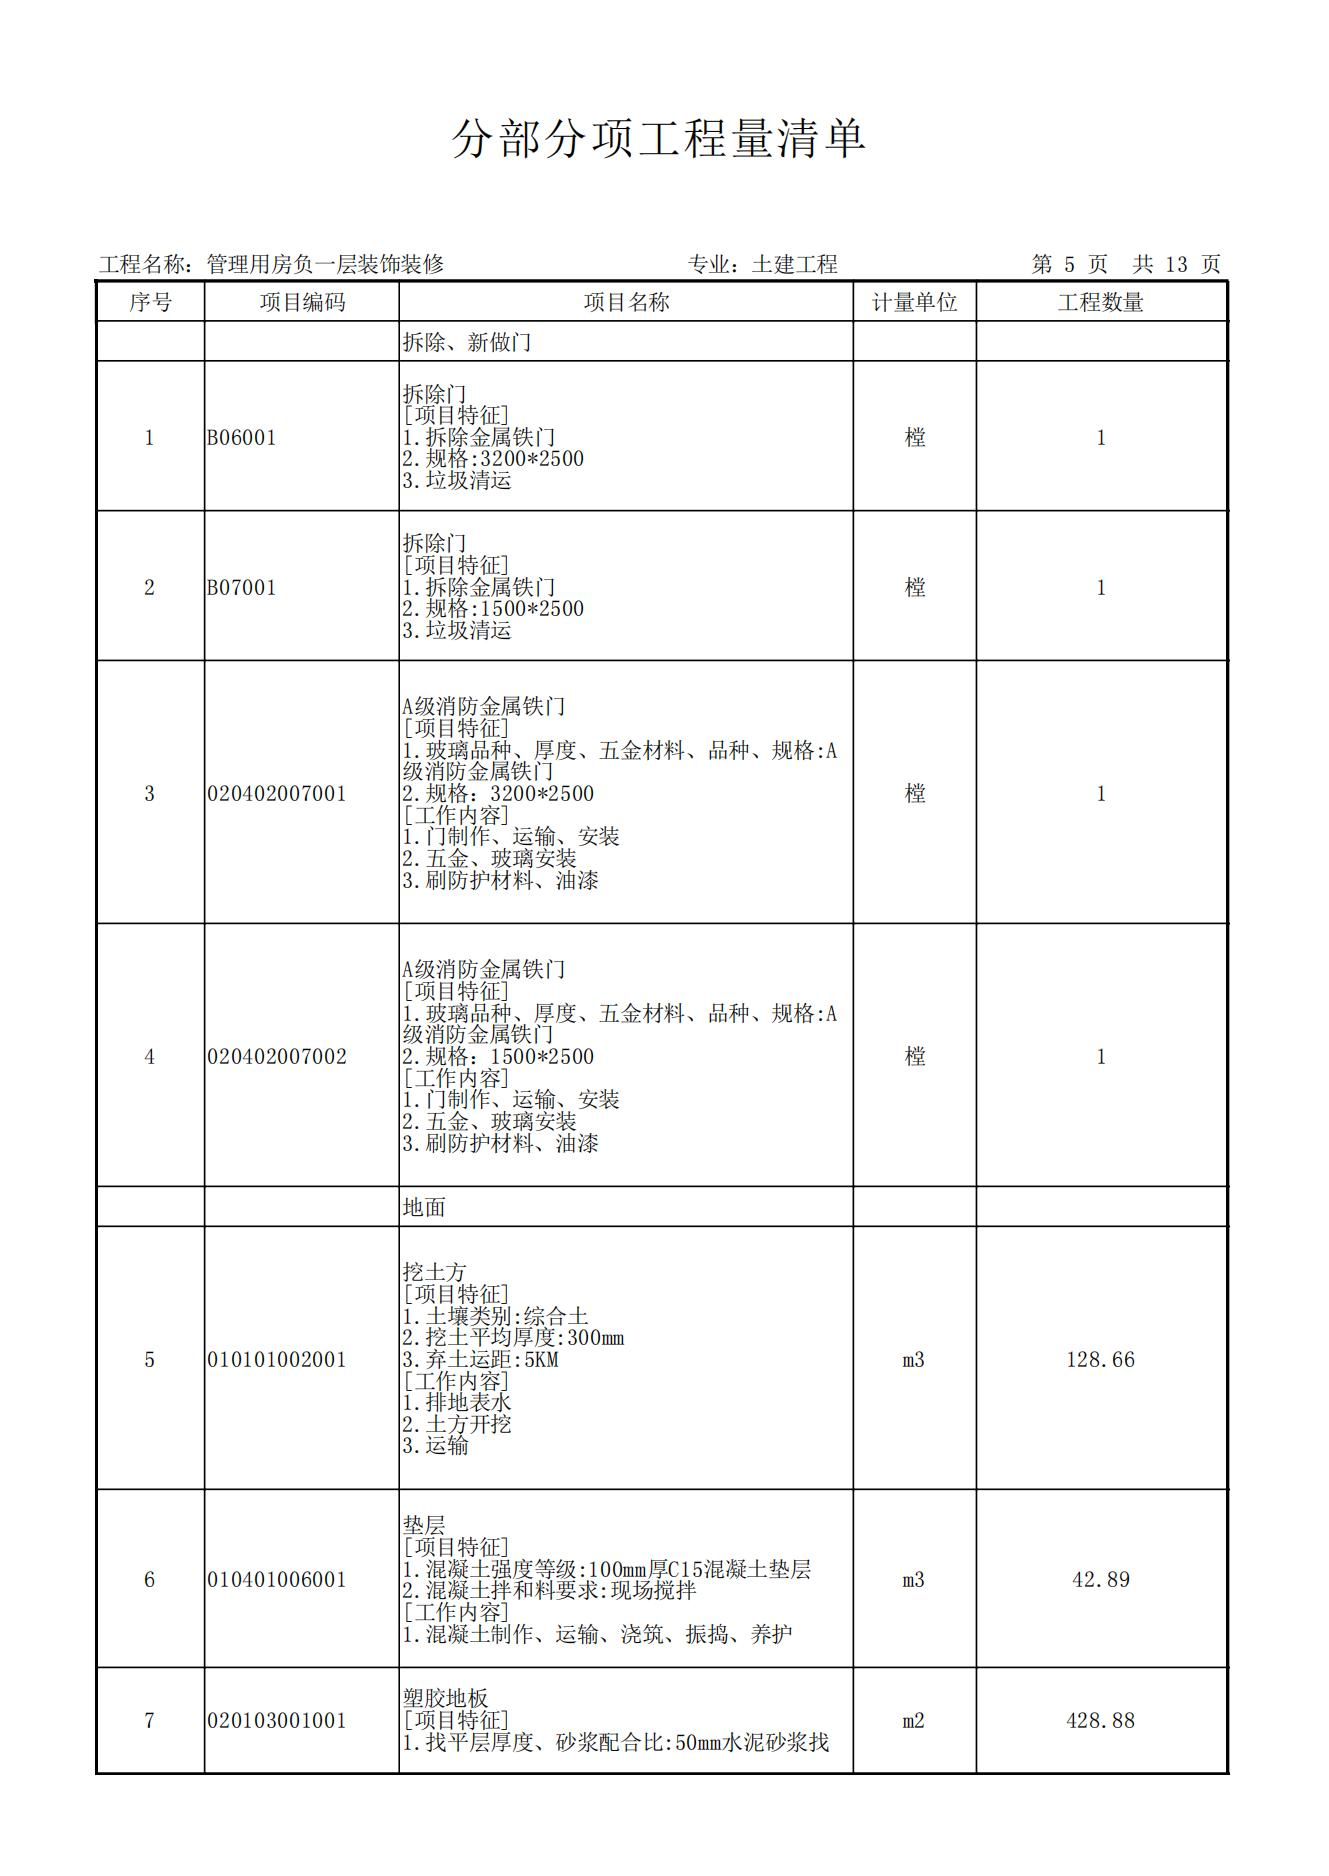 分部分项工程量清单
工程名称：管理用房负一层装饰装修 专业：土建工程 第 5 页 共 13 页
序号 项目编码 项目名称 计量单位 工程数量
拆除、新做门
拆除门
[项目特征]
1 B06001 1.拆除金属铁门 樘 1
2.规格:3200*2500
3.垃圾清运
拆除门
[项目特征]
2 B07001 1.拆除金属铁门 樘 1
2.规格:1500*2500
3.垃圾清运
A级消防金属铁门
[项目特征]
1.玻璃品种、厚度、五金材料、品种、规格:A
级消防金属铁门
3 020402007001 2.规格：3200*2500 樘 1
[工作内容]
1.门制作、运输、安装
2.五金、玻璃安装
3.刷防护材料、油漆
A级消防金属铁门
[项目特征]
1.玻璃品种、厚度、五金材料、品种、规格:A
级消防金属铁门
4 020402007002 2.规格：1500*2500 樘 1
[工作内容]
1.门制作、运输、安装
2.五金、玻璃安装
3.刷防护材料、油漆
地面
挖土方
[项目特征]
1.土壤类别:综合土
2.挖土平均厚度:300mm
5 010101002001 3.弃土运距:5KM m3 128.66
[工作内容]
1.排地表水
2.土方开挖
3.运输
垫层
[项目特征]
1.混凝土强度等级:100mm厚C15混凝土垫层
6 010401006001 2.混凝土拌和料要求:现场搅拌 m3 42.89
[工作内容]
1.混凝土制作、运输、浇筑、振捣、养护
塑胶地板
7 020103001001 [项目特征] m2 428.88
1.找平层厚度、砂浆配合比:50mm水泥砂浆找